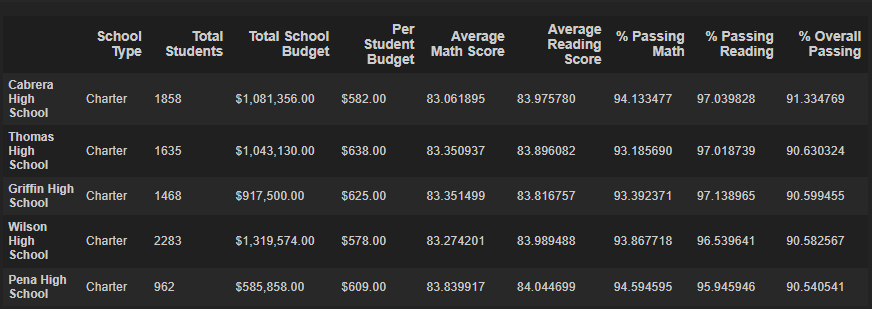 School Type Total Students Total School Budget Per Student Budget Average Math Score Average Reading Score % Passing Math % Passing Reading % Overall Passing
Cabrera High School Charter 1858 $1,081,356.00 $582.00 83.061895 83.975780 94.133477 97.039828 91.334769
Thomas High School Charter 1635 $1,043,130.00 $638.00 83.350937 83.896082 93.185690 97.018739 90.630324
Griffin High School Charter 1468 $917,500.00 $625.00 83.351499 83.816757 93.392371 97.138965 90.599455
Wilson High School Charter 2283 $1,319,574.00 $578.00 83.274201 83.989488 93.867718 96.539641 90.582567
Pena High School Charter 962 $585,858.00 $609.00 83.839917 84.044699 94.594595 95.945946 90.540541